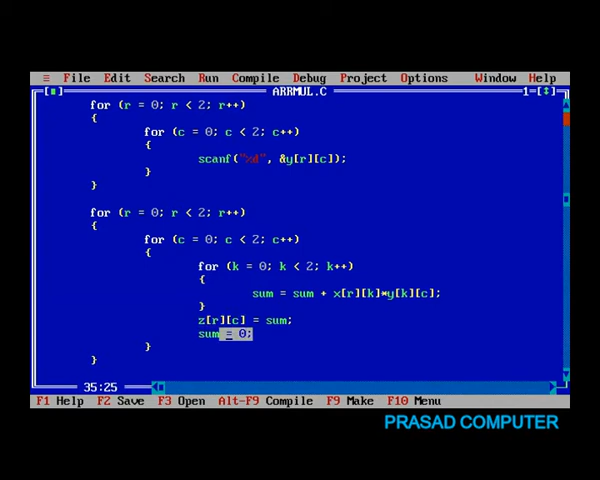 ≡ File Edit Search Run Compile Debug Project Options Window Help
[■] ARRMUL.C 1=[↕]
for (r = 0; r < 2; r++)
{
for (c = 0; c < 2; c++)
{
scanf("%d", &y[r][c]);
}
}
for (r = 0; r < 2; r++)
{
for (c = 0; c < 2; c++)
{
for (k = 0; k < 2; k++)
{
sum = sum + x[r][k]*y[k][c];
}
z[r][c] = sum;
sum = 0;
}
}
35:25
F1 Help F2 Save F3 Open Alt-F9 Compile F9 Make F10 Menu
PRASAD COMPUTER